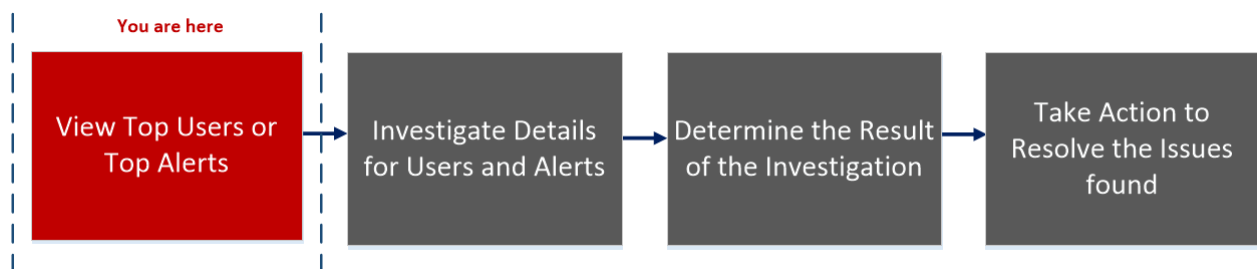 You are here
View Top Users or
Top Alerts
Investigate Details
for Users and Alerts
Determine the Result
of the Investigation
Take Action to
Resolve the Issues
found